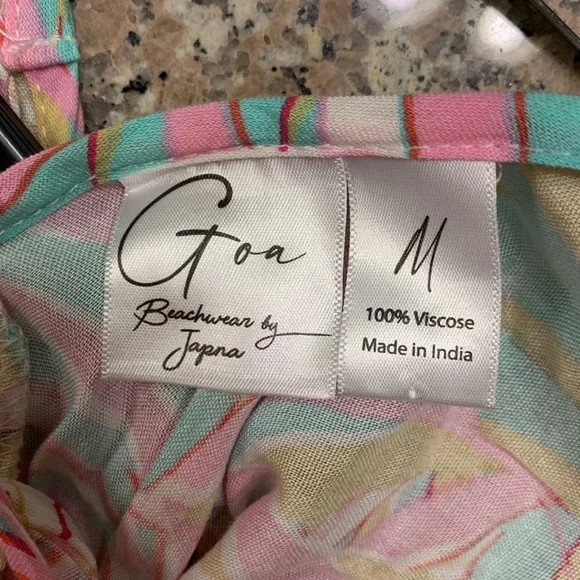 Goa
Beachwear by
Japna
M
100% Viscose
Made in India